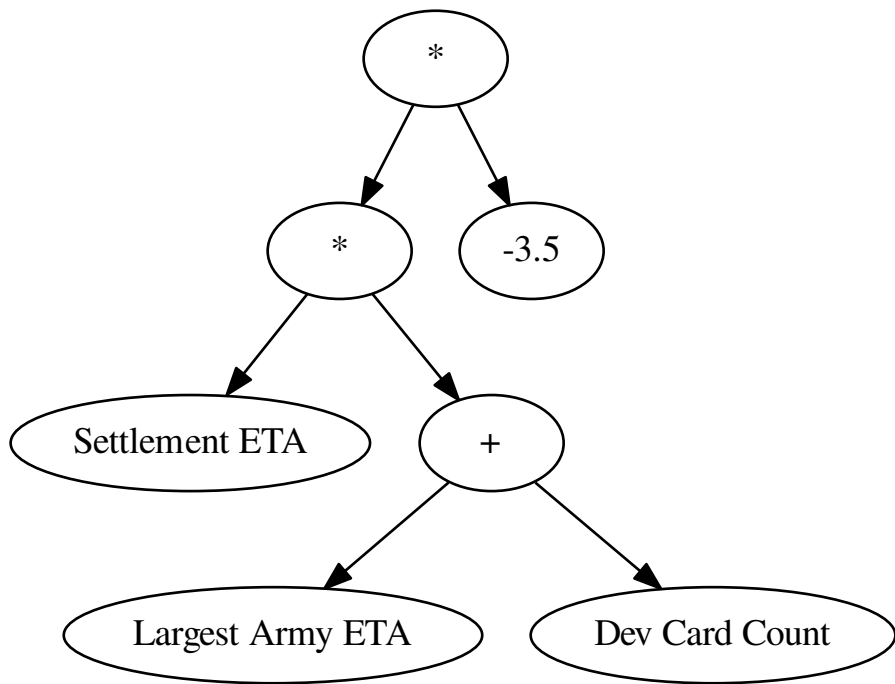 *
*
-3.5
Settlement ETA
+
Largest Army ETA
Dev Card Count